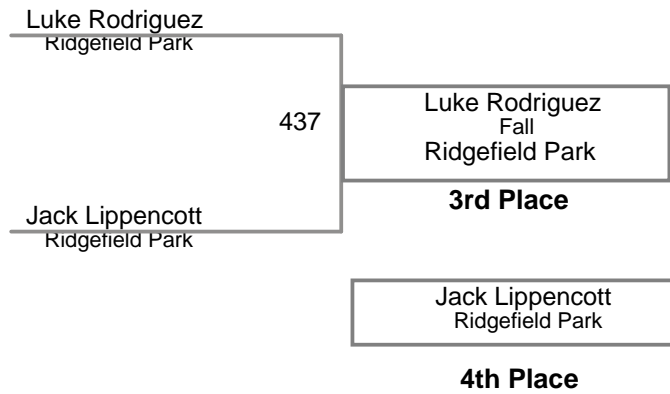 Luke Rodriguez
Ridgefield Park
437
Luke Rodriguez
Fall
Ridgefield Park
3rd Place
Jack Lippencott
Ridgefield Park
Jack Lippencott
Ridgefield Park
4th Place